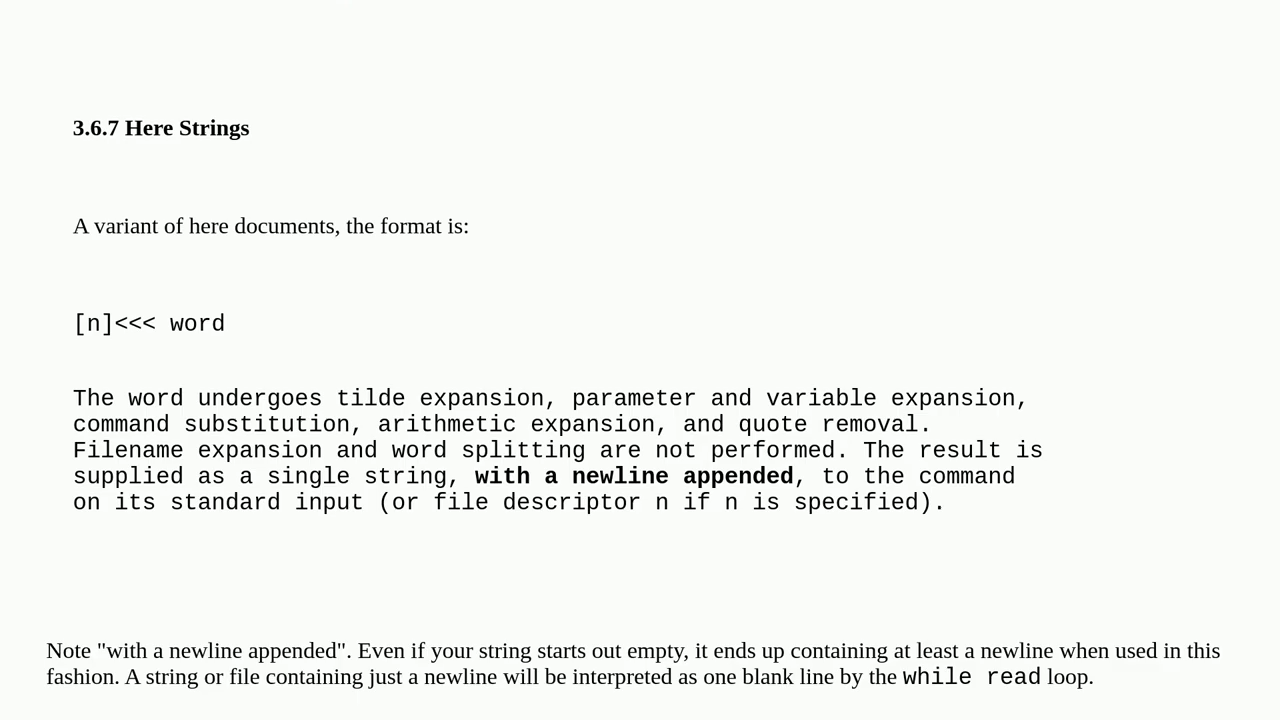 3.6.7 Here Strings
A variant of here documents, the format is:
[n]<<< word
The word undergoes tilde expansion, parameter and variable expansion,
command substitution, arithmetic expansion, and quote removal.
Filename expansion and word splitting are not performed. The result is
supplied as a single string, with a newline appended, to the command
on its standard input (or file descriptor n if n is specified).
Note "with a newline appended". Even if your string starts out empty, it ends up containing at least a newline when used in this
fashion. A string or file containing just a newline will be interpreted as one blank line by the while read loop.